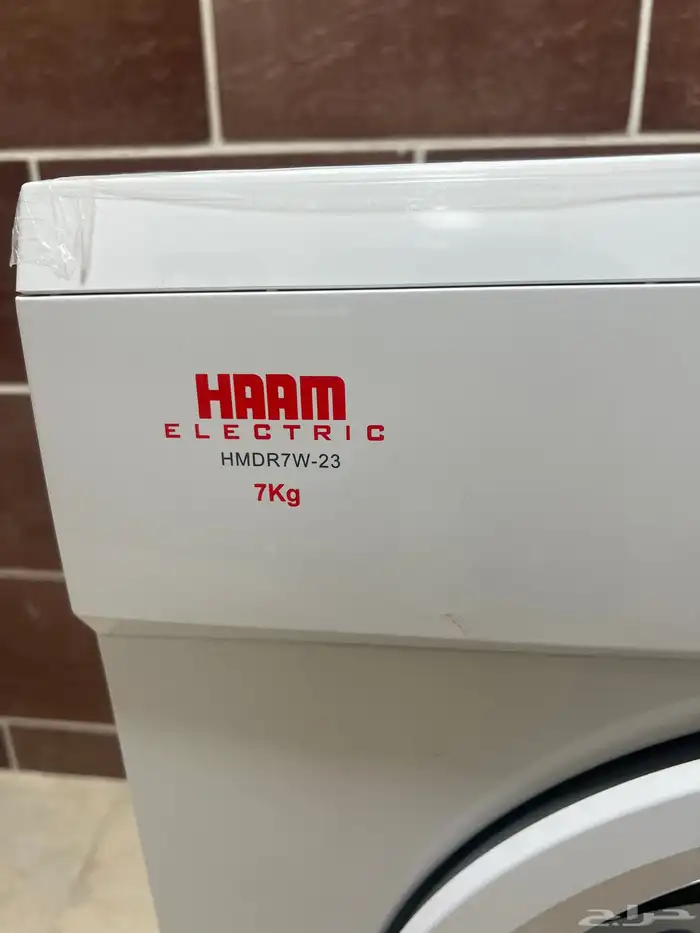 HAAM
ELECTRIC
HMDR7W-23
7Kg
حراج